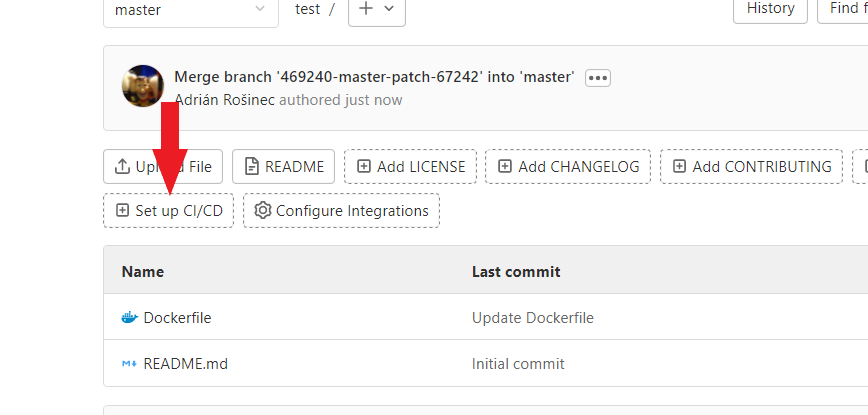 master test / History Find f
Merge branch '469240-master-patch-67242' into 'master'
Adrián Rošinec authored just now
Upload File README Add LICENSE Add CHANGELOG Add CONTRIBUTING
Set up CI/CD Configure Integrations
Name Last commit
Dockerfile Update Dockerfile
README.md Initial commit